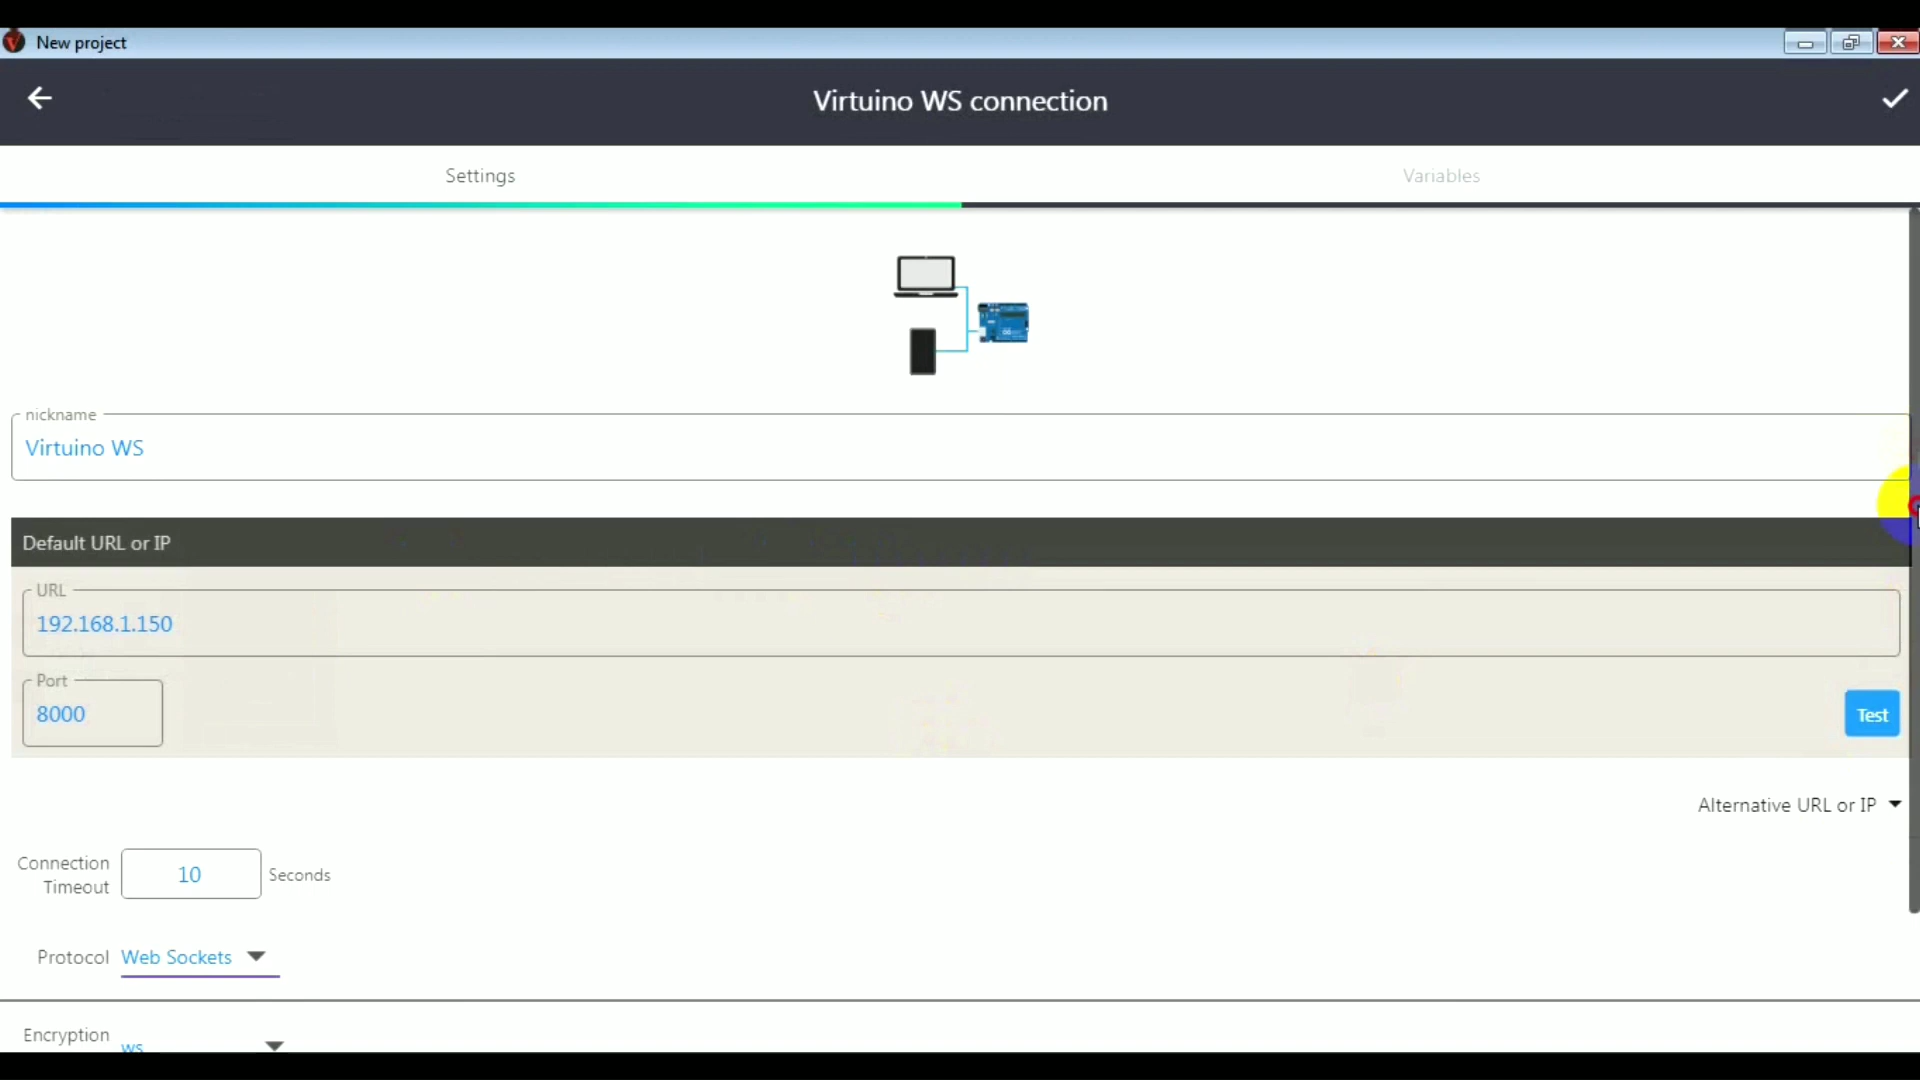 New project
Virtuino WS connection
Settings
Variables
nickname
Virtuino WS
Default URL or IP
URL
192.168.1.150
Port
8000
Test
Alternative URL or IP
Connection
Timeout
10
Seconds
Protocol
Web Sockets
Encryption
ws